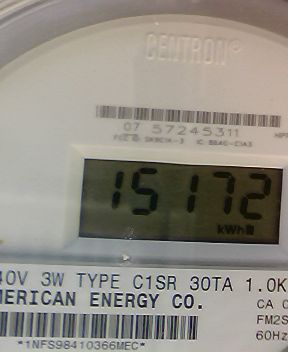 CENTRON®
07 57245311
15172
kWh
40V 3W TYPE C1SR 30TA 1.0K
MERICAN ENERGY CO.
CA 0
FM2S
60Hz
*1NFS98410366MEC*